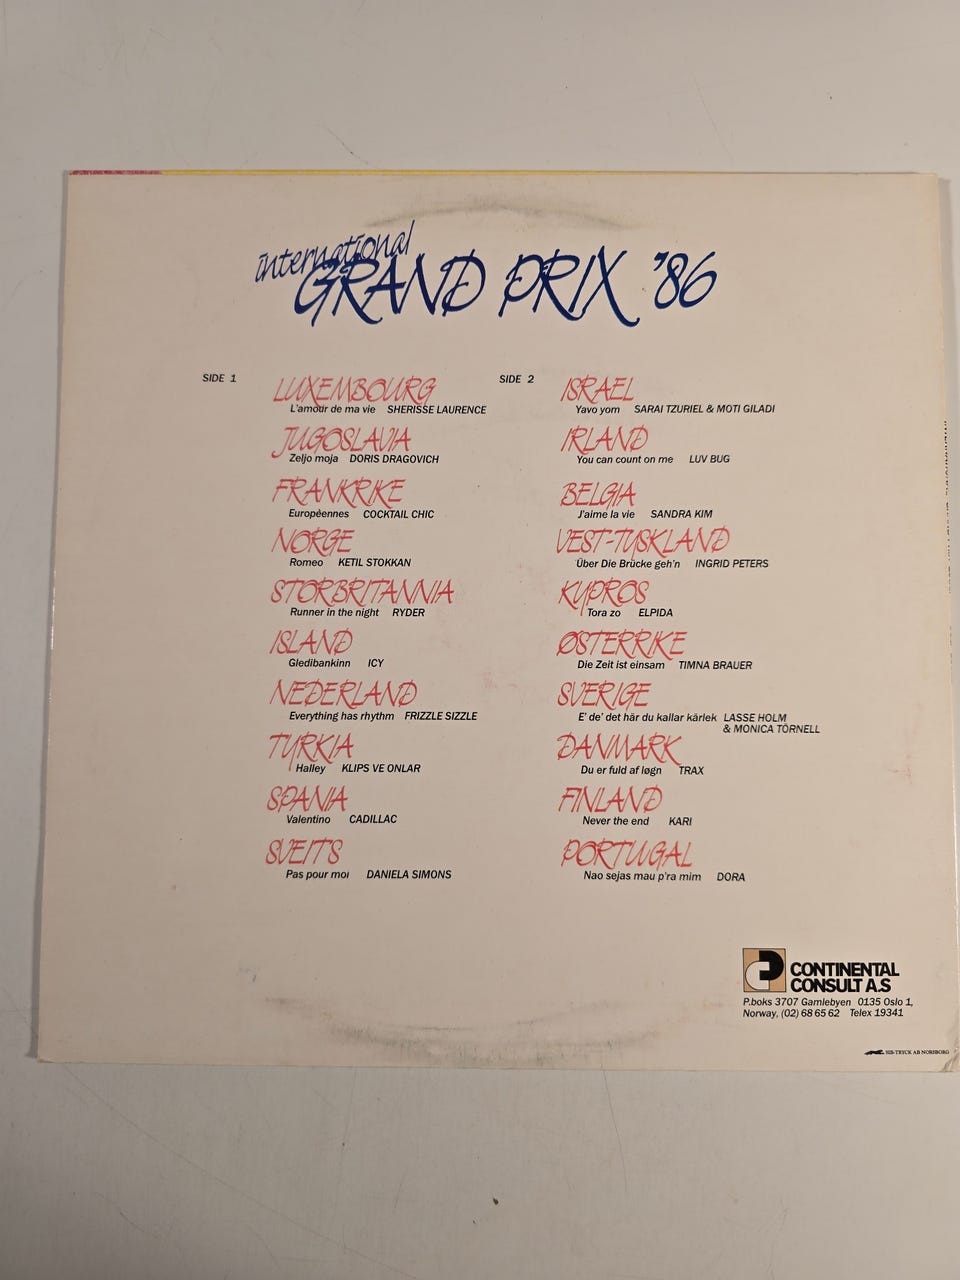 international
GRAND PRIX '86
SIDE 1
LUXEMBOURG
L'amour de ma vie SHERISSE LAURENCE
JUGOSLAVIA
Zeljo moja DORIS DRAGOVICH
FRANKRIKE
Européennes COCKTAIL CHIC
NORGE
Romeo KETIL STOKKAN
STORBRITANNIA
Runner in the night RYDER
ISLAND
Gledibankinn ICY
NEDERLAND
Everything has rhythm FRIZZLE SIZZLE
TYRKIA
Halley KLIPS VE ONLAR
SPANIA
Valentino CADILLAC
SVEITS
Pas pour moi DANIELA SIMONS
SIDE 2
ISRAEL
Yavo yom SARAI TZURIEL & MOTI GILADI
IRLAND
You can count on me LUV BUG
BELGIA
J'aime la vie SANDRA KIM
VEST-TYSKLAND
Über Die Brücke geh'n INGRID PETERS
KYPROS
Tora zo ELPIDA
ØSTERRIKE
Die Zeit ist einsam TIMNA BRAUER
SVERIGE
E' de' det här du kallar kärlek LASSE HOLM
& MONICA TÖRNELL
DANMARK
Du er fuld af løgn TRAX
FINLAND
Never the end KARI
PORTUGAL
Nao sejas mau p'ra mim DORA
CONTINENTAL
CONSULT A.S
P.boks 3707 Gamlebyen 0135 Oslo 1,
Norway, (02) 68 65 62 Telex 19341
NIB-TRYCK AB NORSBORG